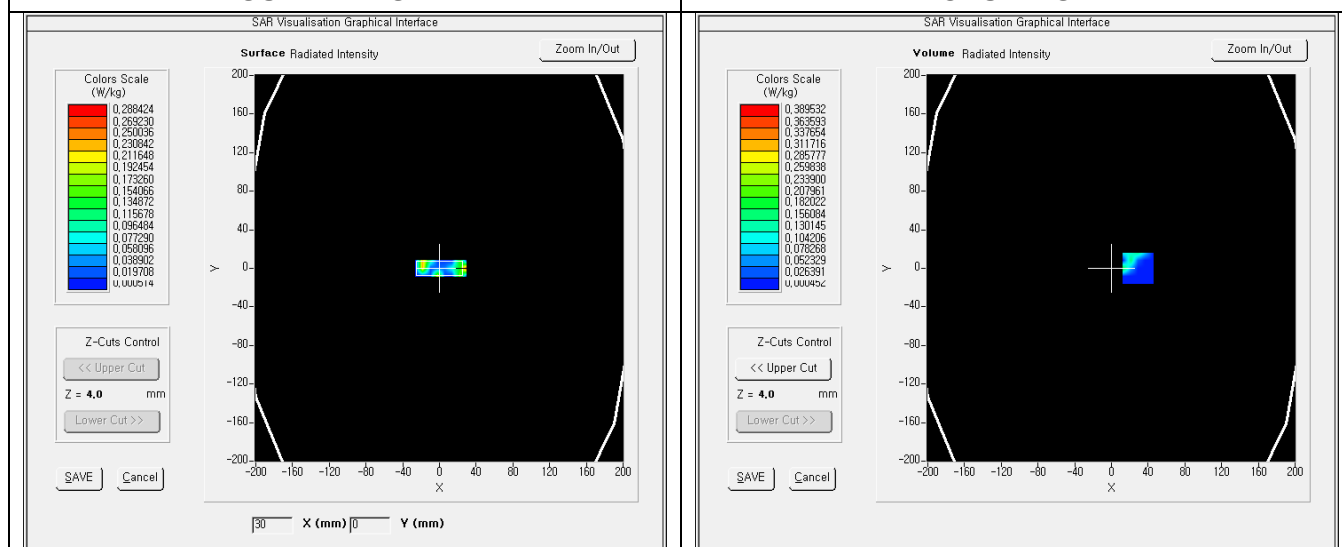 SAR Visualisation Graphical Interface
Surface Radiated Intensity
Zoom In/Out
Colors Scale
(W/kg)
0,288424
0,269230
0,250036
0,230842
0,211648
0,192454
0,173260
0,154066
0,134872
0,115678
0,096484
0,077290
0,058096
0,038902
0,019708
0,000514
Z-Cuts Control
<< Upper Cut
Z = 4,0 mm
Lower Cut >>
SAVE Cancel
200
160
120
80
40
0
-40
-80
-120
-160
-200
Y
-200 -160 -120 -80 -40 0 40 80 120 160 200
X
30 X (mm) 0 Y (mm)
SAR Visualisation Graphical Interface
Volume Radiated Intensity
Zoom In/Out
Colors Scale
(W/kg)
0,389532
0,363593
0,337654
0,311716
0,285777
0,259838
0,233900
0,207961
0,182022
0,156084
0,130145
0,104206
0,078268
0,052329
0,026391
0,000452
Z-Cuts Control
<< Upper Cut
Z = 4,0 mm
Lower Cut >>
SAVE Cancel
200
160
120
80
40
0
-40
-80
-120
-160
-200
Y
-200 -160 -120 -80 -40 0 40 80 120 160 200
X